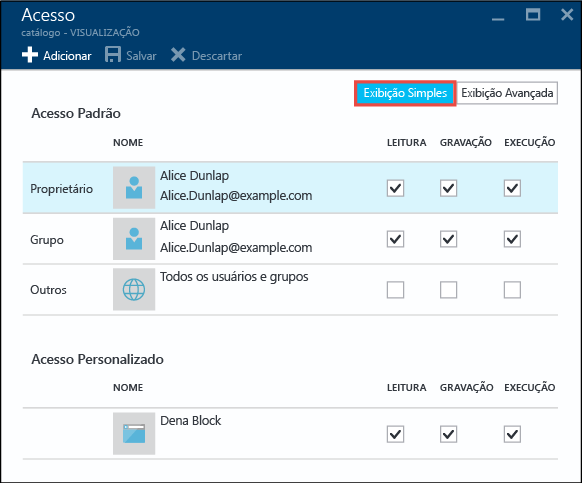 Acesso
catálogo - VISUALIZAÇÃO
Adicionar Salvar Descartar
Exibição Simples Exibição Avançada
Acesso Padrão
NOME LEITURA GRAVAÇÃO EXECUÇÃO
Proprietário Alice Dunlap
Alice.Dunlap@example.com
Grupo Alice Dunlap
Alice.Dunlap@example.com
Outros Todos os usuários e grupos
Acesso Personalizado
NOME LEITURA GRAVAÇÃO EXECUÇÃO
Dena Block